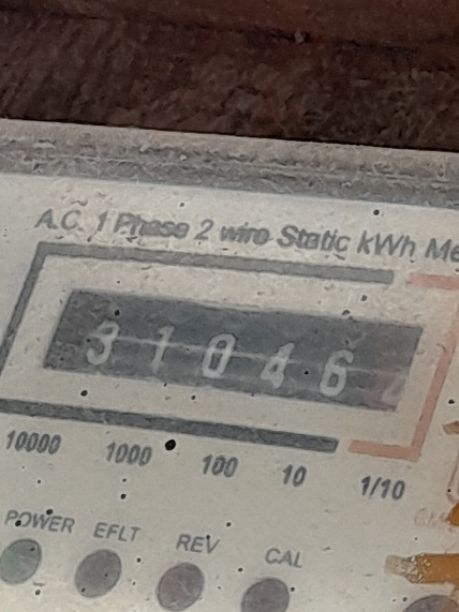 A.C. 1 Phase 2 wire Static kWh Me
3 1 0 4 6
10000 1000 100 10 1/10
POWER EFLT REV CAL